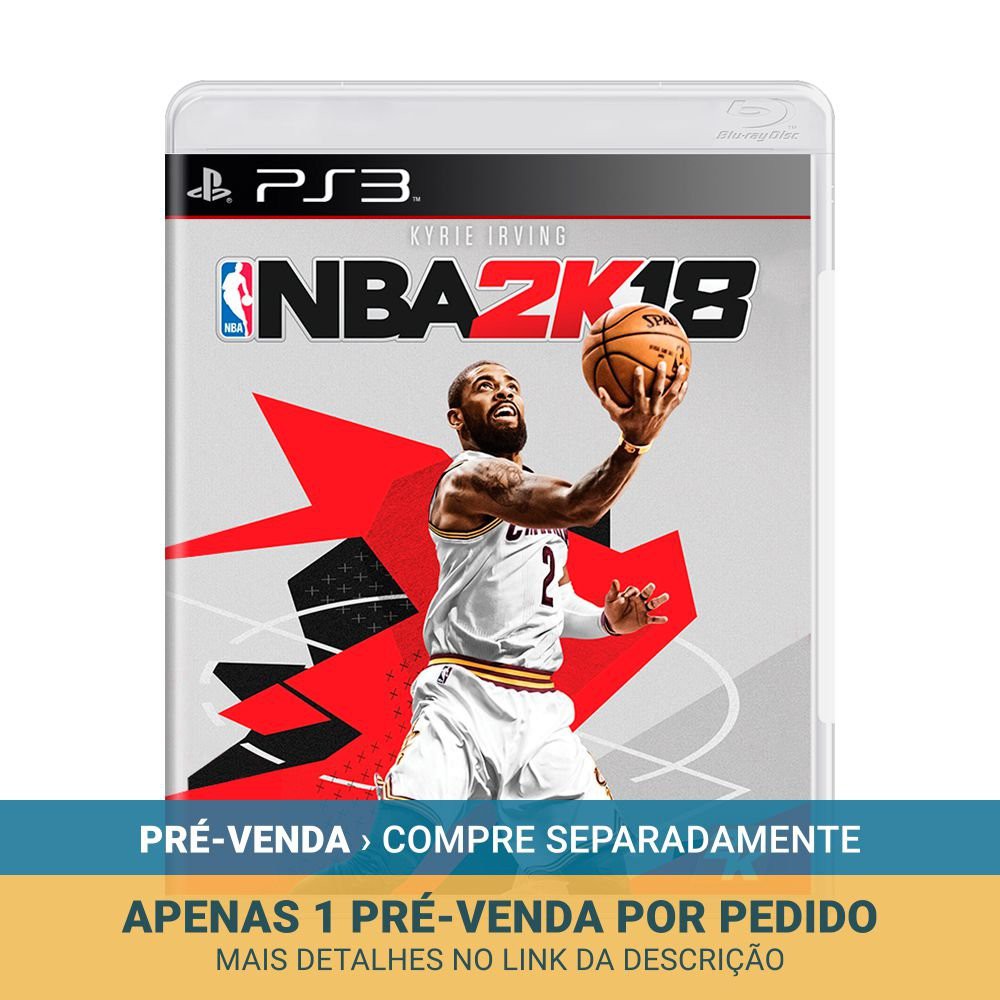 Blu-ray Disc
PS3
KYRIE IRVING
NBA2K18
NBA
2
PRÉ-VENDA › COMPRE SEPARADAMENTE
APENAS 1 PRÉ-VENDA POR PEDIDO
MAIS DETALHES NO LINK DA DESCRIÇÃO